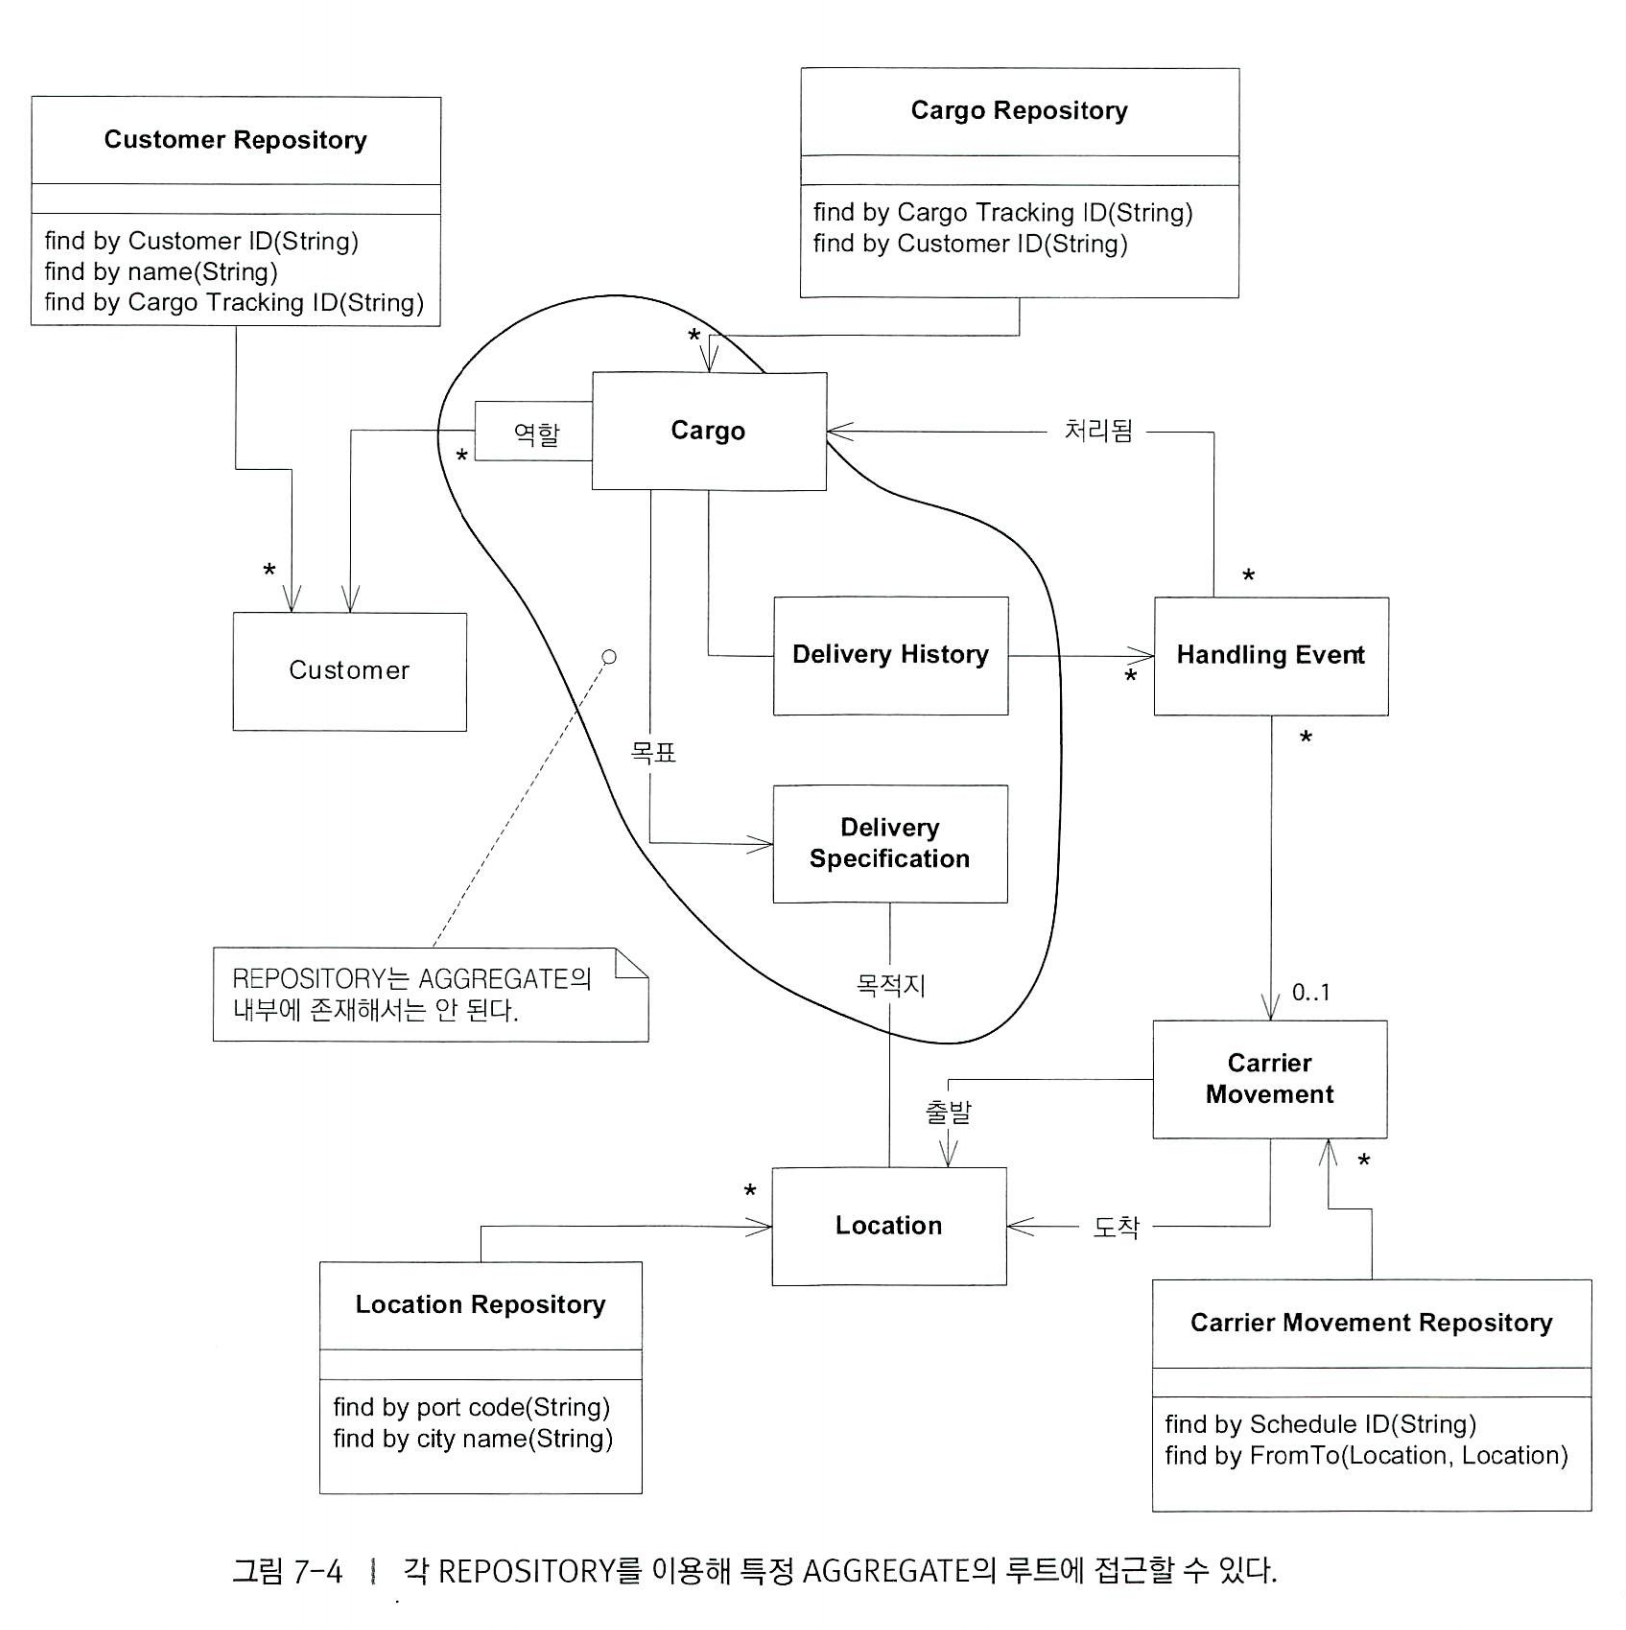 Customer Repository
find by Customer ID(String)
find by name(String)
find by Cargo Tracking ID(String)
Cargo Repository
find by Cargo Tracking ID(String)
find by Customer ID(String)
*
역할
*
Cargo
처리됨
*
*
Customer
Delivery History
*
Handling Event
*
목표
Delivery
Specification
REPOSITORY는 AGGREGATE의
내부에 존재해서는 안 된다.
목적지
0..1
Carrier
Movement
출발
*
*
Location
도착
Location Repository
find by port code(String)
find by city name(String)
Carrier Movement Repository
find by Schedule ID(String)
find by FromTo(Location, Location)
그림 7-4 | 각 REPOSITORY를 이용해 특정 AGGREGATE의 루트에 접근할 수 있다.